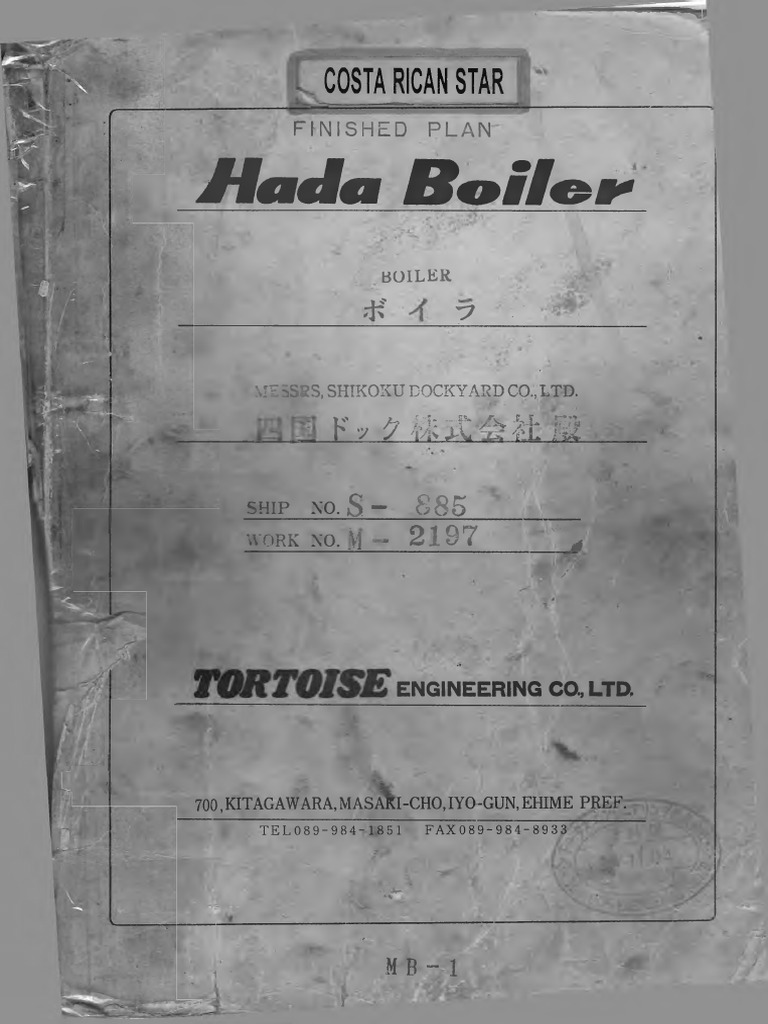 COSTA RICAN STAR
FINISHED PLAN
Hada Boiler
BOILER
ボイラ
MESSRS, SHIKOKU DOCKYARD CO., LTD.
四国ドック株式会社殿
SHIP NO. S- 885
WORK NO. M- 2197
TORTOISE ENGINEERING CO., LTD.
700, KITAGAWARA, MASAKI-CHO, IYO-GUN, EHIME PREF.
TEL 089-984-1851 FAX 089-984-8933
MB-1